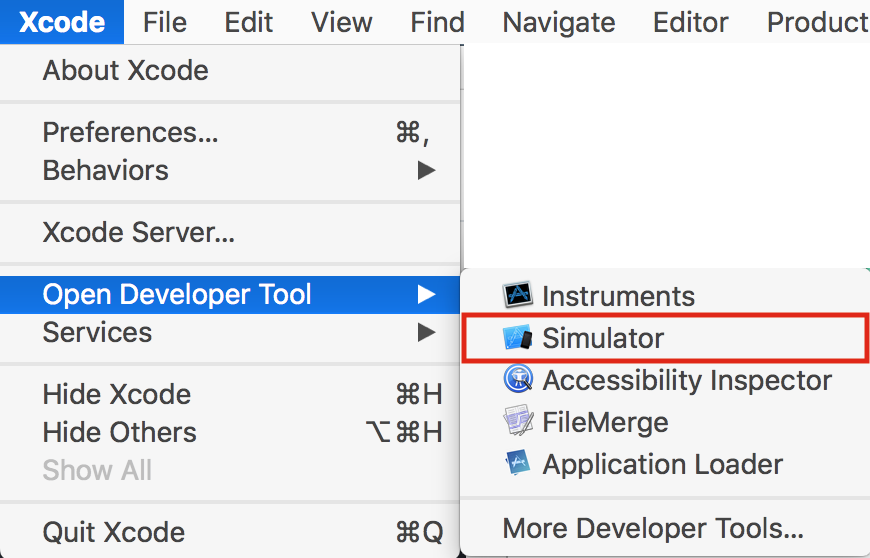 Xcode File Edit View Find Navigate Editor Product
About Xcode
Preferences... ⌘,
Behaviors ▶
Xcode Server...
Open Developer Tool ▶
Services ▶
Hide Xcode ⌘H
Hide Others ⌥⌘H
Show All
Quit Xcode ⌘Q
Instruments
Simulator
Accessibility Inspector
FileMerge
Application Loader
More Developer Tools...